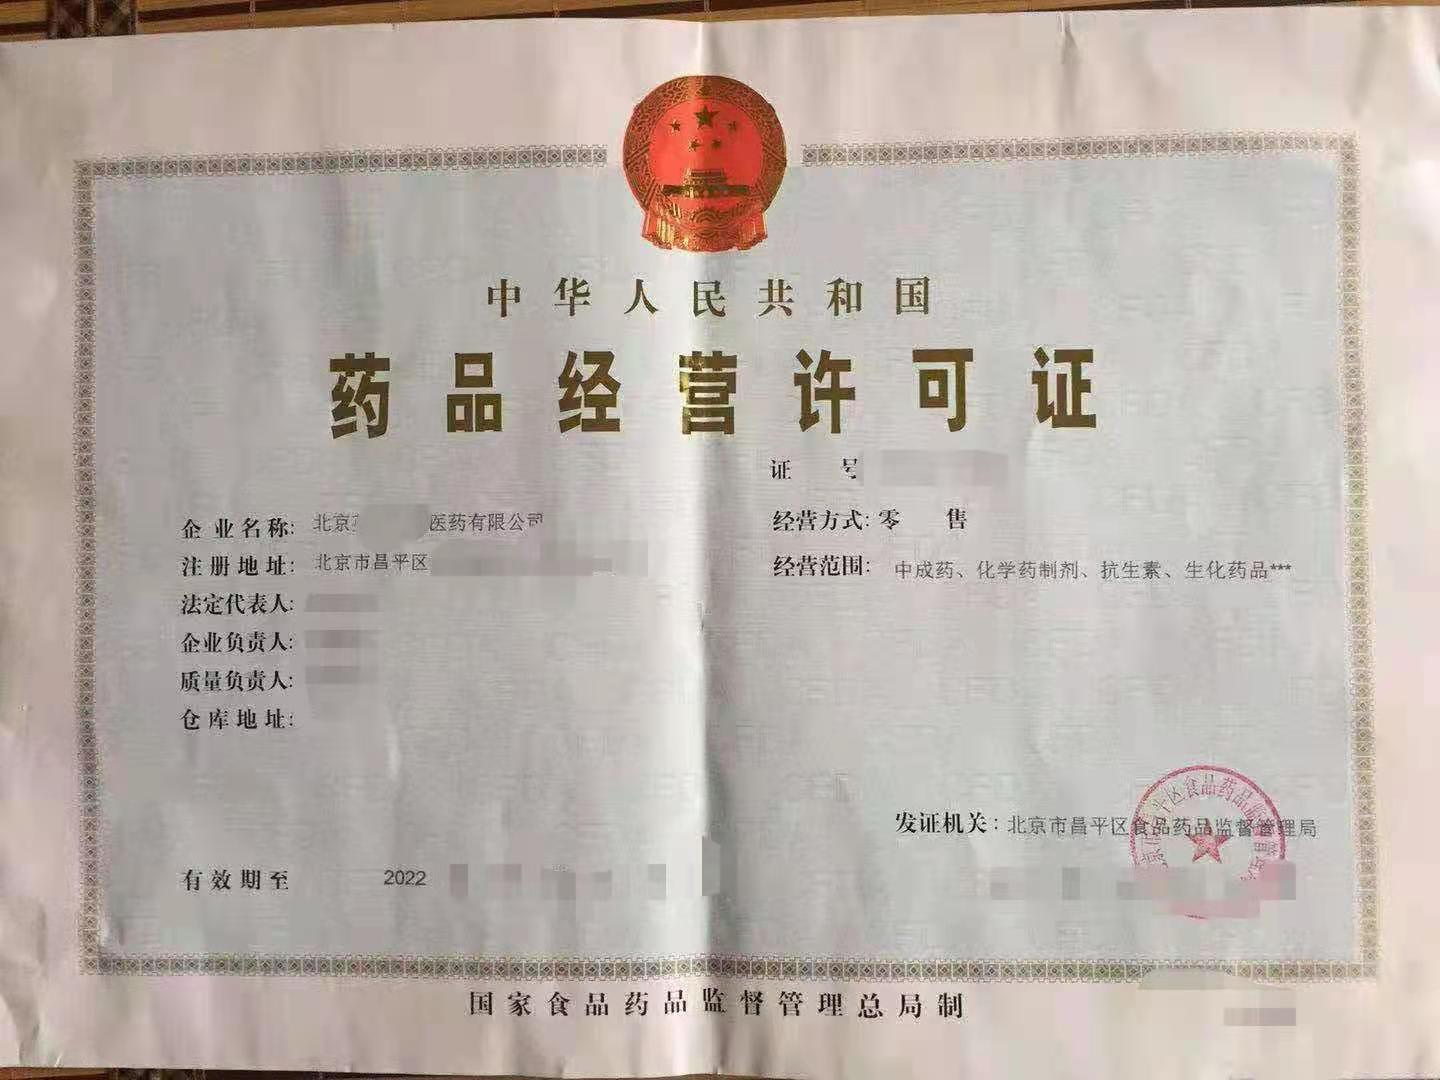 中华人民共和国
药品经营许可证
证 号
企业名称: 北京 医药有限公司
经营方式: 零 售
注册地址: 北京市昌平区
经营范围: 中成药、化学药制剂、抗生素、生化药品***
法定代表人:
企业负责人:
质量负责人:
仓库地址:
发证机关: 北京市昌平区食品药品监督管理局
有效期至 2022
国家食品药品监督管理总局制